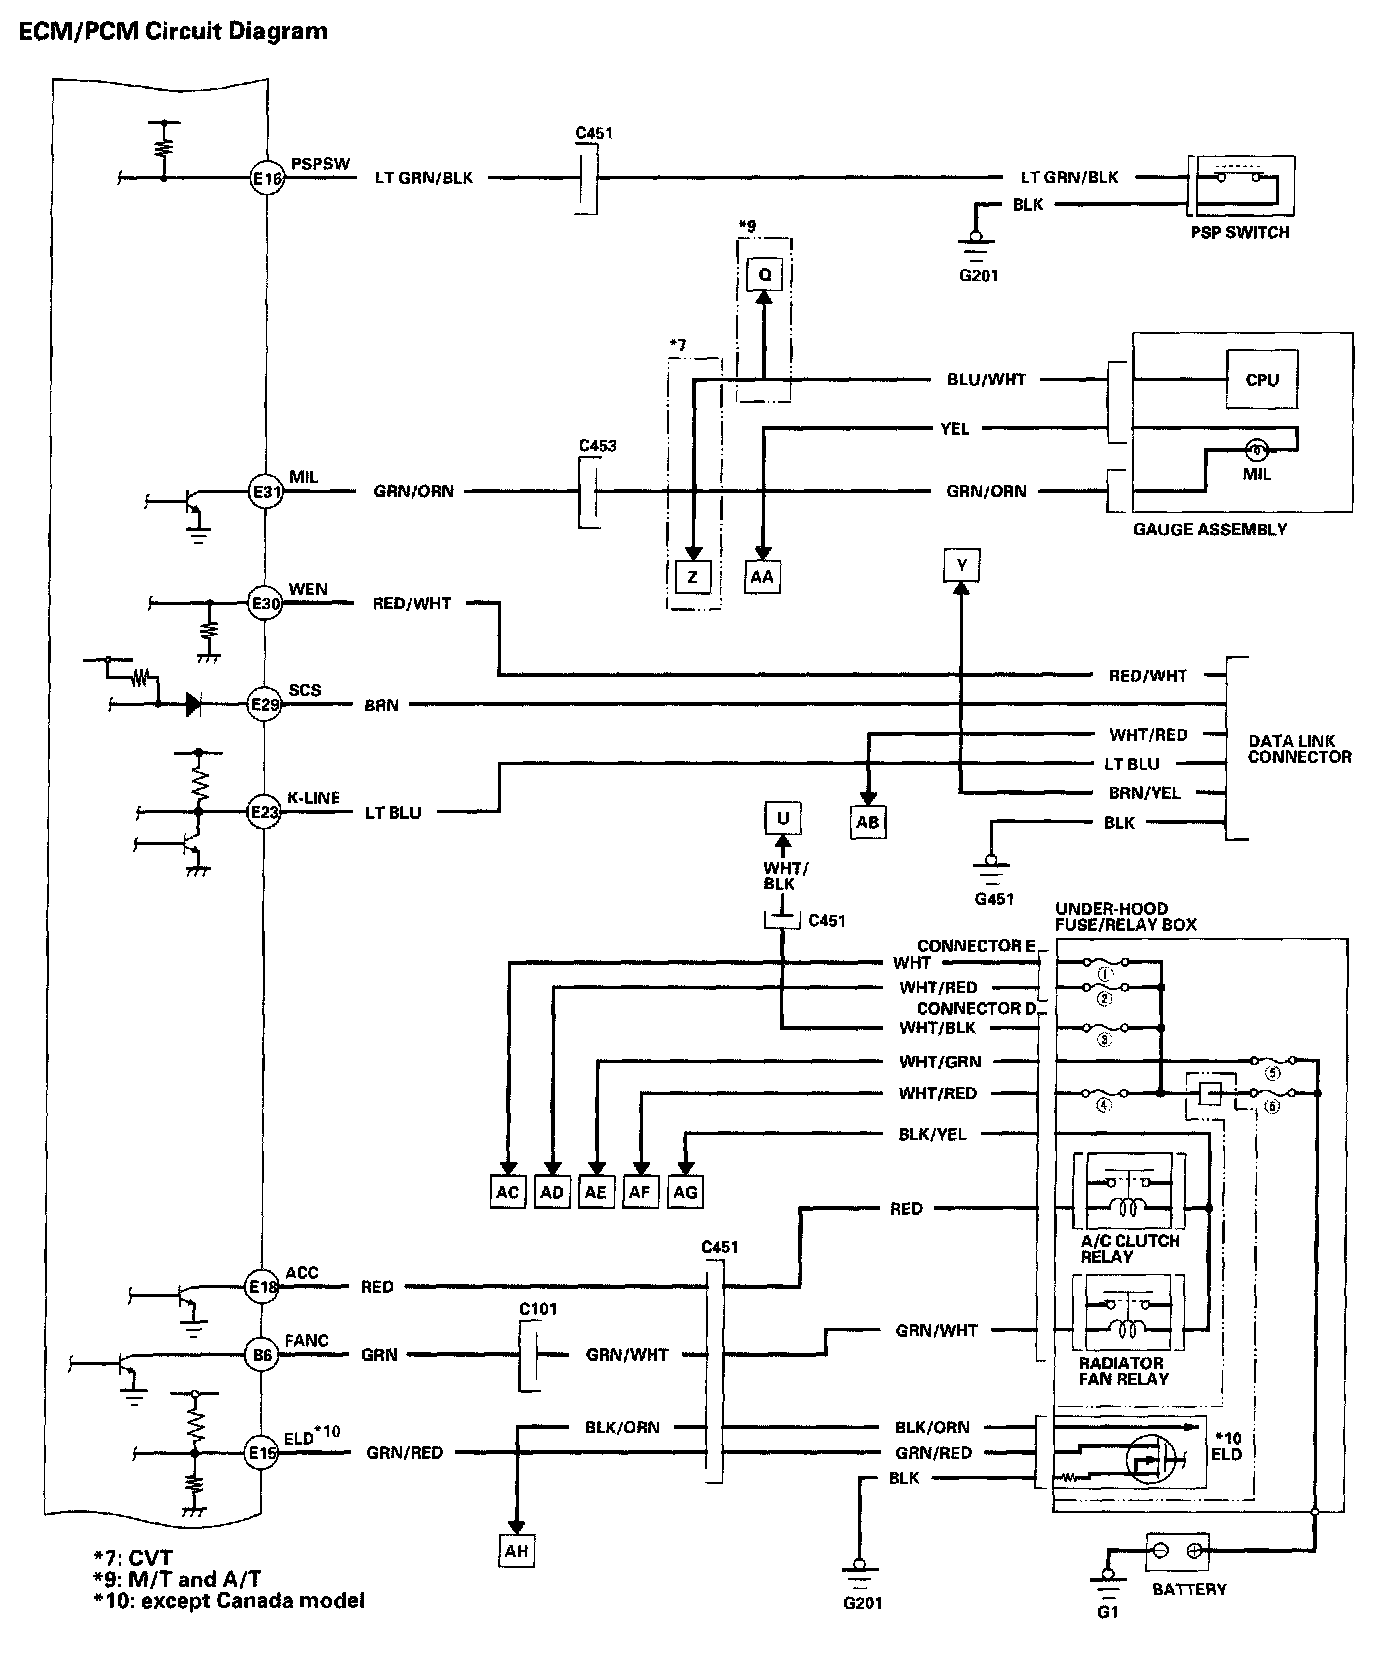 ECM/PCM Circuit Diagram
C451
E16 PSPSW LT GRN/BLK LT GRN/BLK
BLK
PSP SWITCH
G201
*9
Q
*7
BLU/WHT CPU
YEL
C453
MIL
E31 MIL GRN/ORN GRN/ORN
GAUGE ASSEMBLY
Z AA Y
E30 WEN RED/WHT
RED/WHT
E29 SCS BRN
WHT/RED
DATA LINK
CONNECTOR
LT BLU
BRN/YEL
E23 K-LINE LT BLU
U AB BLK
WHT/
BLK
G451
C451
UNDER-HOOD
FUSE/RELAY BOX
CONNECTOR E
WHT ①
WHT/RED ②
CONNECTOR D
WHT/BLK ③
WHT/GRN ⑤
WHT/RED ④ ⑥
BLK/YEL
AC AD AE AF AG
RED
A/C CLUTCH
RELAY
C451
E18 ACC RED
C101
GRN/WHT
B6 FANC GRN GRN/WHT
RADIATOR
FAN RELAY
BLK/ORN BLK/ORN
E15 ELD*10 GRN/RED GRN/RED
*10
ELD
BLK
AH
G201
BATTERY
G1
*7: CVT
*9: M/T and A/T
*10: except Canada model